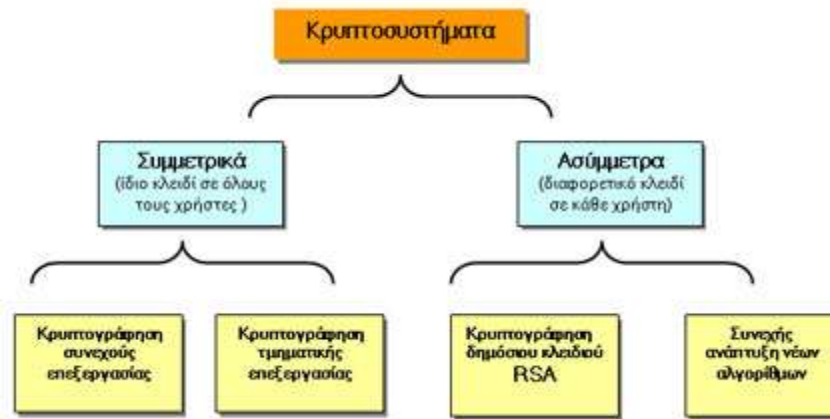 Κρυπτοσυστήματα
Συμμετρικά
(ίδιο κλειδί σε όλους
τους χρήστες )
Ασύμμετρα
(διαφορετικό κλειδί
σε κάθε χρήστη)
Κρυπτογράφηση
συνεχούς
επεξεργασίας
Κρυπτογράφηση
τμηματικής
επεξεργασίας
Κρυπτογράφηση
δημόσιου κλειδιού
RSA
Συνεχής
ανάπτυξη νέων
αλγορίθμων